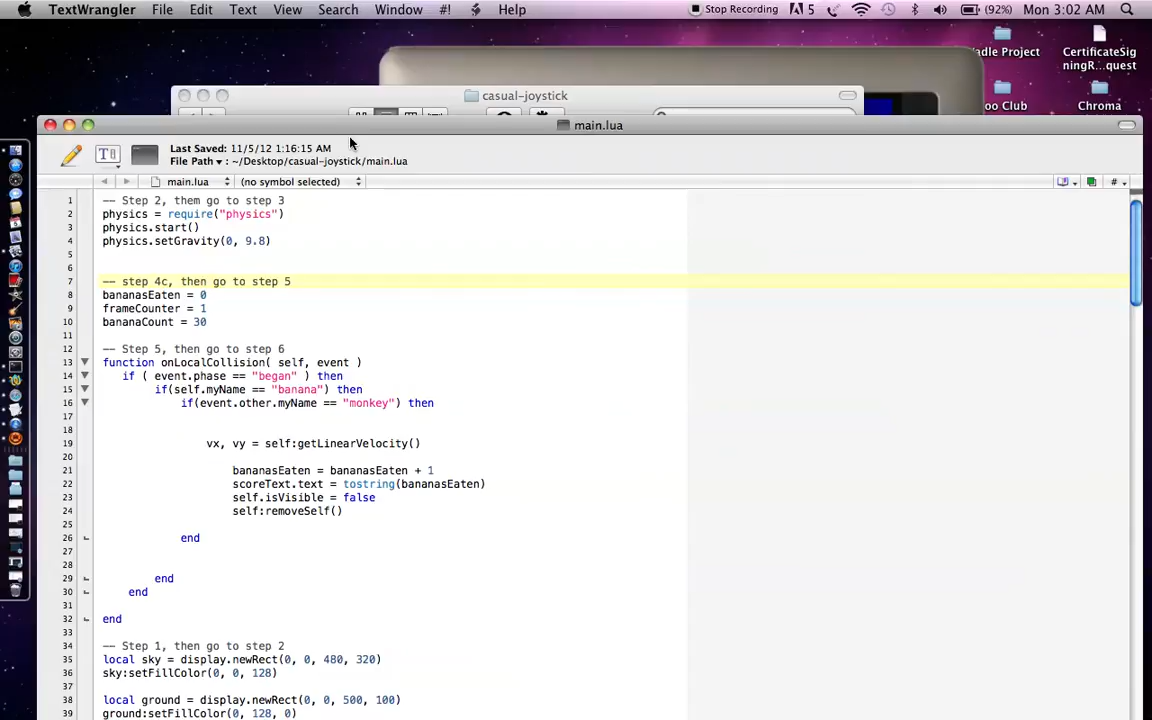 TextWrangler File Edit Text View Search Window #! Help Stop Recording 5 (92%) Mon 3:02 AM
adle Project
CertificateSigni
ngR...quest
oo Club
Chroma
casual-joystick
main.lua
Last Saved: 11/5/12 1:16:15 AM
File Path ▾ : ~/Desktop/casual-joystick/main.lua
main.lua (no symbol selected) #
1 -- Step 2, them go to step 3
2 physics = require("physics")
3 physics.start()
4 physics.setGravity(0, 9.8)
5
6
7 -- step 4c, then go to step 5
8 bananasEaten = 0
9 frameCounter = 1
10 bananaCount = 30
11
12 -- Step 5, then go to step 6
13 function onLocalCollision( self, event )
14 if ( event.phase == "began" ) then
15 if(self.myName == "banana") then
16 if(event.other.myName == "monkey") then
17
18
19 vx, vy = self:getLinearVelocity()
20
21 bananasEaten = bananasEaten + 1
22 scoreText.text = tostring(bananasEaten)
23 self.isVisible = false
24 self:removeSelf()
25
26 end
27
28
29 end
30 end
31
32 end
33
34 -- Step 1, then go to step 2
35 local sky = display.newRect(0, 0, 480, 320)
36 sky:setFillColor(0, 0, 128)
37
38 local ground = display.newRect(0, 0, 500, 100)
39 ground:setFillColor(0, 128, 0)